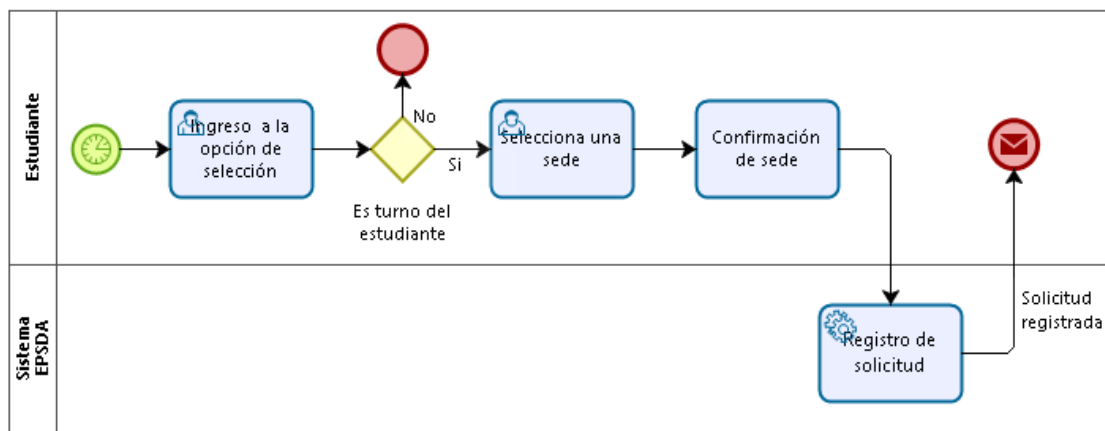 Estudiante
Ingreso a la
opción de
selección
No
Si
Es turno del
estudiante
Selecciona una
sede
Confirmación
de sede
Sistema
EPSDA
Registro de
solicitud
Solicitud
registrada